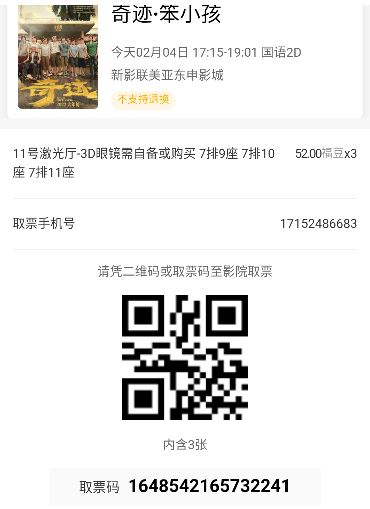 奇迹·笨小孩
今天02月04日 17:15-19:01 国语2D
新影联美亚东申影城
不支持退换
奇迹
11号激光厅-3D眼镜需自备或购买 7排9座 7排10 52.00福豆x3
座 7排11座
取票手机号 17152486683
请凭二维码或取票码至影院取票
内含3张
取票码 1648542165732241